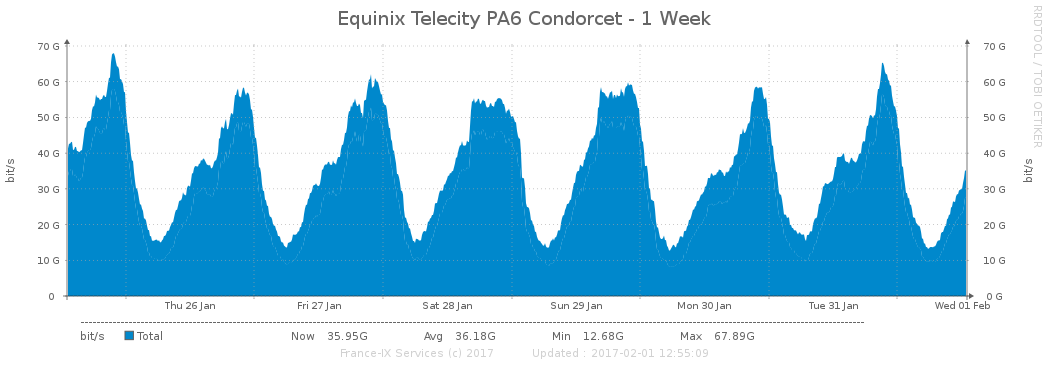 Equinix Telecity PA6 Condorcet - 1 Week
RRDTOOL / TOBI OETIKER
70 G 70 G
60 G 60 G
50 G 50 G
40 G 40 G
30 G 30 G
20 G 20 G
10 G 10 G
0 0 G
bit/s
bit/s
Thu 26 Jan Fri 27 Jan Sat 28 Jan Sun 29 Jan Mon 30 Jan Tue 31 Jan Wed 01 Feb
bit/s Total Now 35.95G Avg 36.18G Min 12.68G Max 67.89G
France-IX Services (c) 2017 Updated : 2017-02-01 12:55:09